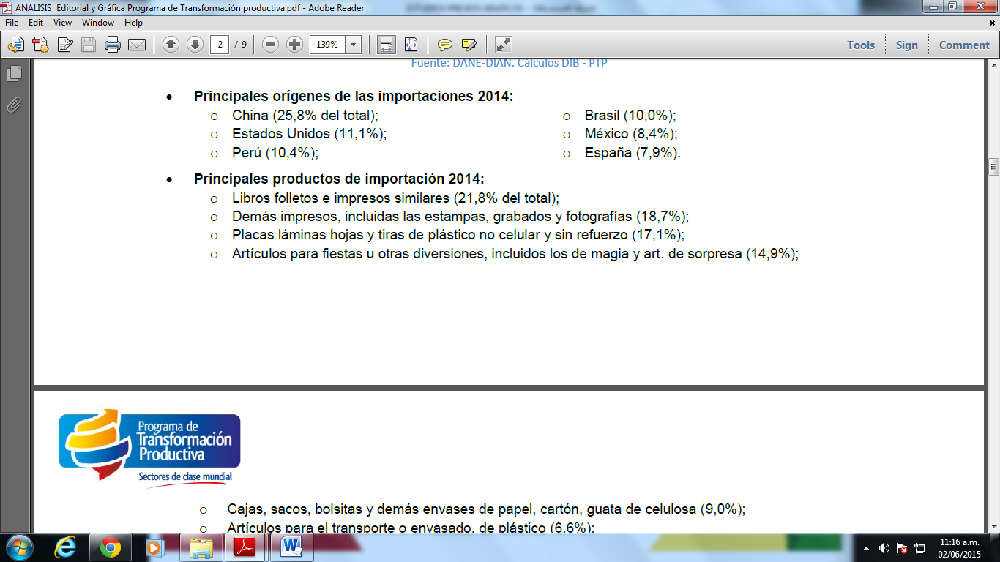 ANALISIS Editorial y Gráfica Programa de Transformación productiva.pdf - Adobe Reader
File Edit View Window Help
2 / 9 139% Tools Sign Comment
Fuente: DANE-DIAN. Cálculos DIB - PTP
• Principales orígenes de las importaciones 2014:
o China (25,8% del total);
o Estados Unidos (11,1%);
o Perú (10,4%);
o Brasil (10,0%);
o México (8,4%);
o España (7,9%).
• Principales productos de importación 2014:
o Libros folletos e impresos similares (21,8% del total);
o Demás impresos, incluidas las estampas, grabados y fotografías (18,7%);
o Placas láminas hojas y tiras de plástico no celular y sin refuerzo (17,1%);
o Artículos para fiestas u otras diversiones, incluidos los de magia y art. de sorpresa (14,9%);
Programa de
Transformación
Productiva
Sectores de clase mundial
o Cajas, sacos, bolsitas y demás envases de papel, cartón, guata de celulosa (9,0%);
o Artículos para el transporte o envasado, de plástico (6,6%);
11:16 a.m.
02/06/2015